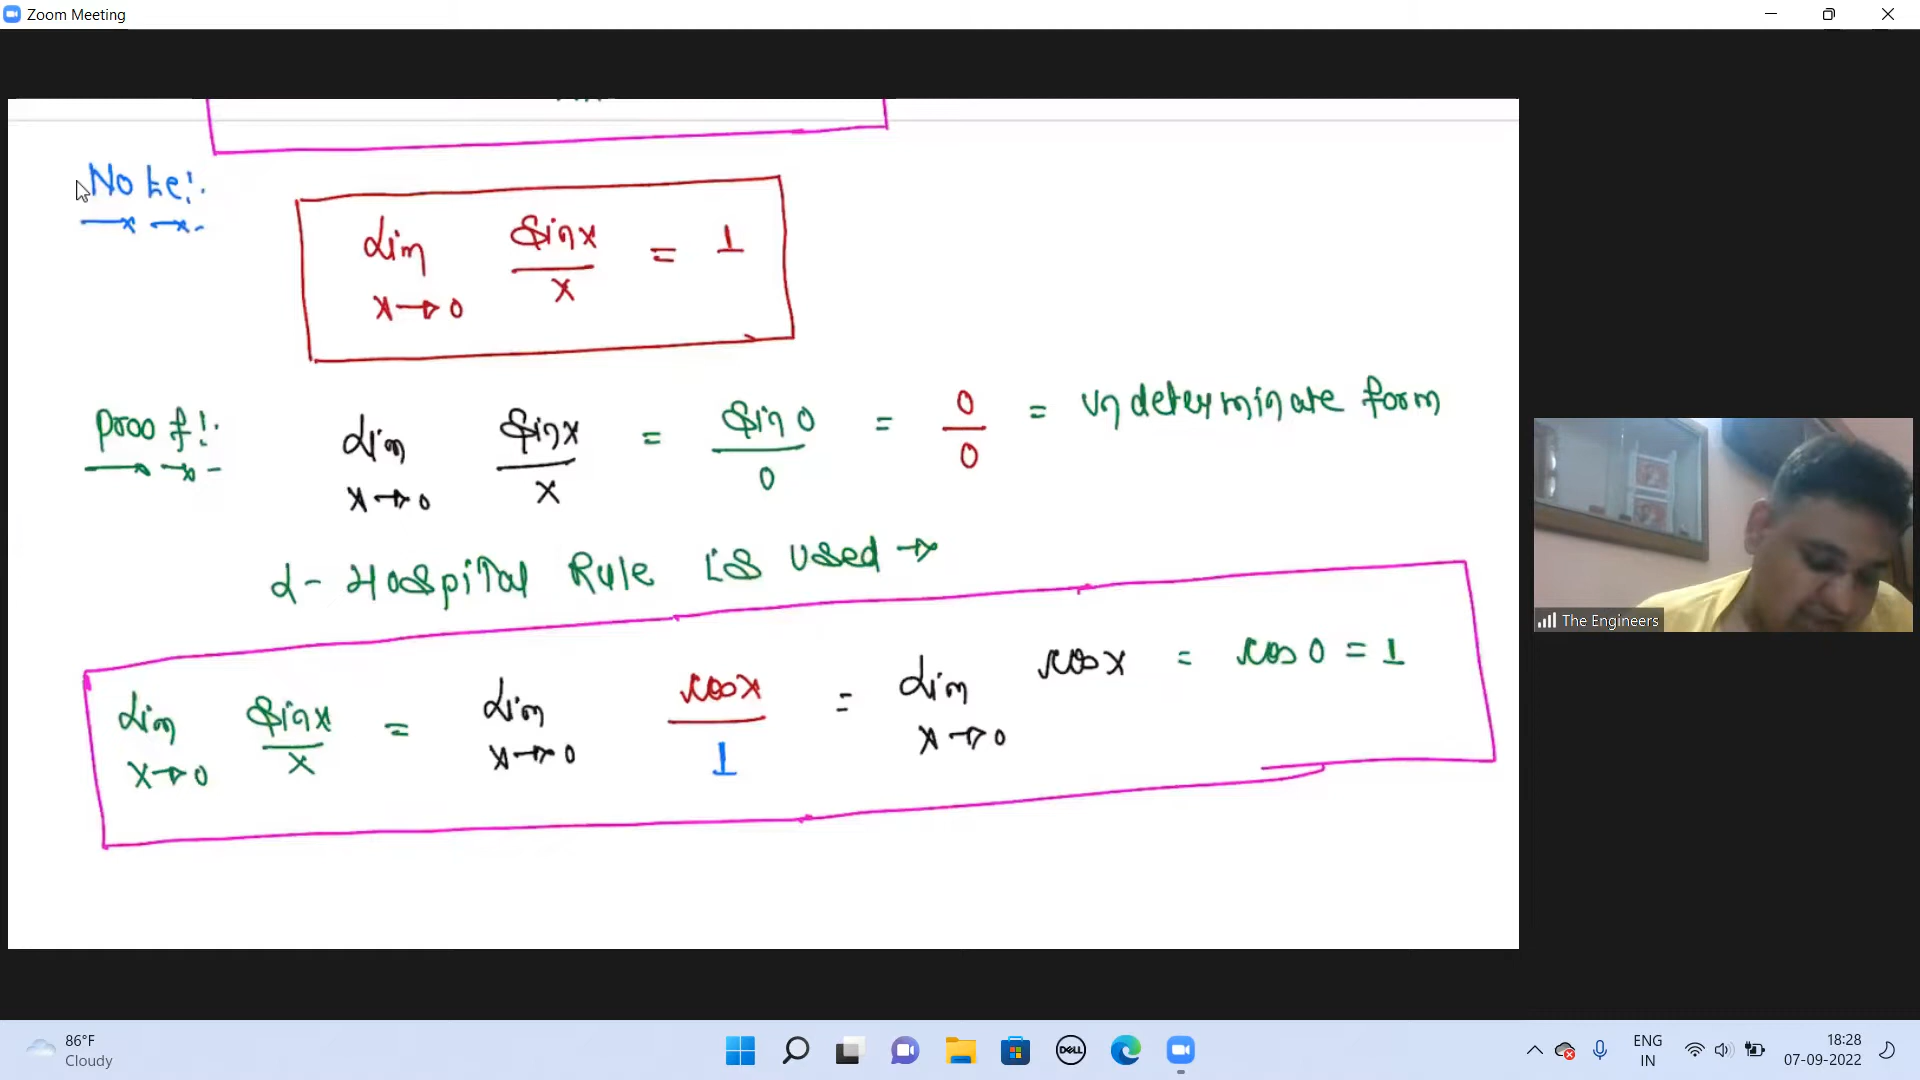 Zoom Meeting
Note:.
Lim x→0 sinx/x = 1
Proof:. Lim x→0 sinx/x = sin0/0 = 0/0 = Undeterminate form
L-Hospital Rule is used →
Lim x→0 sinx/x = Lim x→0 cosx/1 = Lim x→0 cosx = cos0 = 1
The Engineers
86°F
Cloudy
DELL
ENG
IN
18:28
07-09-2022